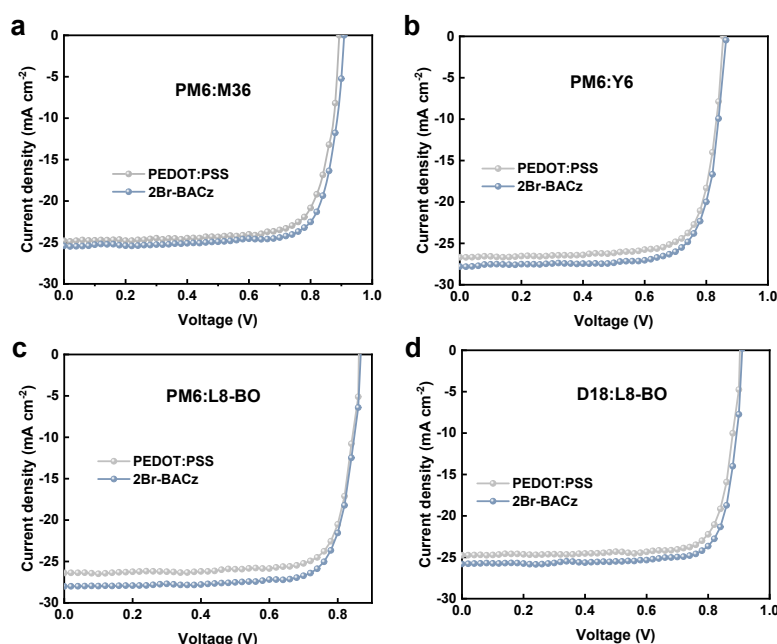 a
0
-5
-10
-15
-20
-25
-30
0.0 0.2 0.4 0.6 0.8 1.0
Current density (mA cm⁻²)
Voltage (V)
PM6:M36
PEDOT:PSS
2Br-BACz
b
0
-5
-10
-15
-20
-25
-30
0.0 0.2 0.4 0.6 0.8 1.0
Current density (mA cm⁻²)
Voltage (V)
PM6:Y6
PEDOT:PSS
2Br-BACz
c
0
-5
-10
-15
-20
-25
-30
0.0 0.2 0.4 0.6 0.8
Current density (mA cm⁻²)
Voltage (V)
PM6:L8-BO
PEDOT:PSS
2Br-BACz
d
0
-5
-10
-15
-20
-25
-30
0.0 0.2 0.4 0.6 0.8 1.0
Current density (mA cm⁻²)
Voltage (V)
D18:L8-BO
PEDOT:PSS
2Br-BACz